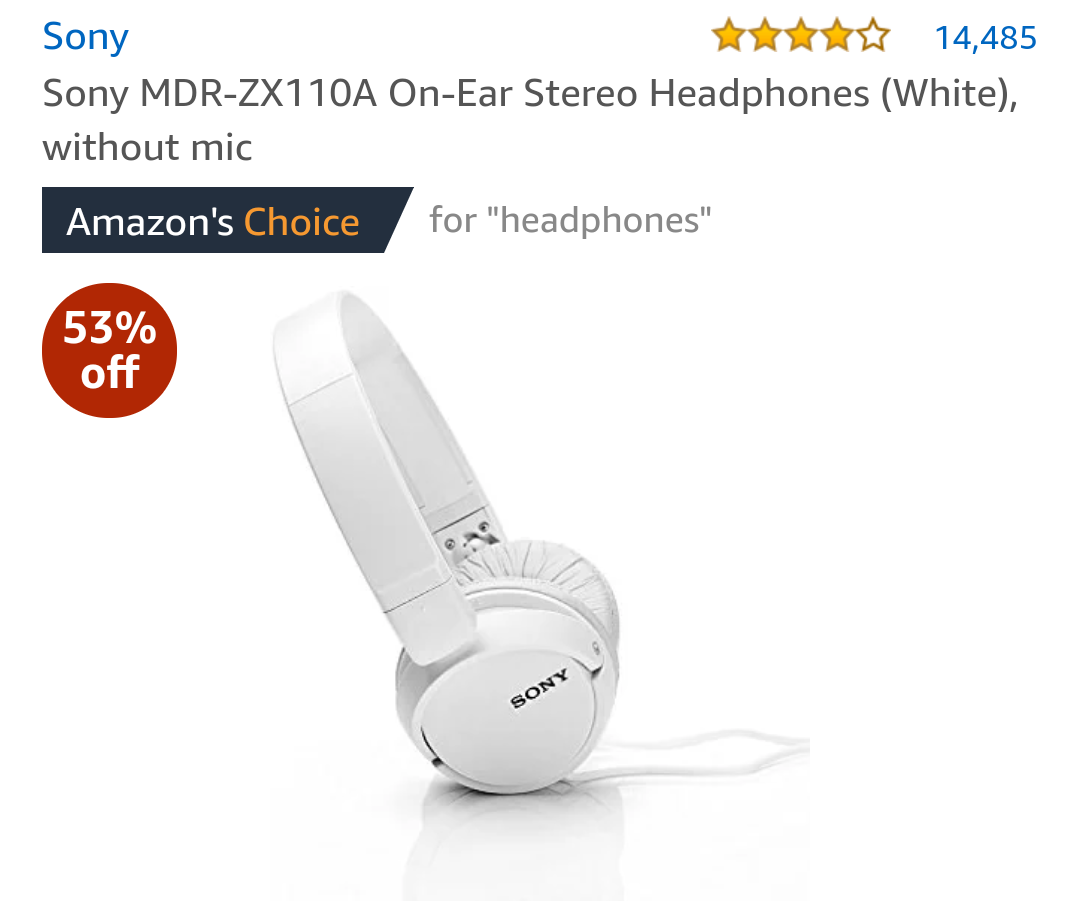 Sony 14,485
Sony MDR-ZX110A On-Ear Stereo Headphones (White),
without mic
Amazon's Choice for "headphones"
53%
off
SONY